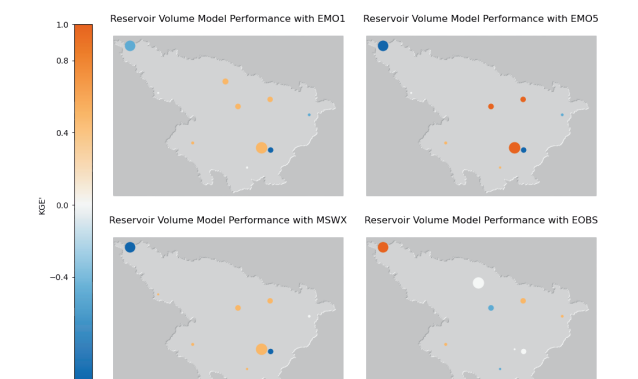 Reservoir Volume Model Performance with EMO1
Reservoir Volume Model Performance with EMO5
1.0
0.8
0.4
0.0
−0.4
KGE'
Reservoir Volume Model Performance with MSWX
Reservoir Volume Model Performance with EOBS